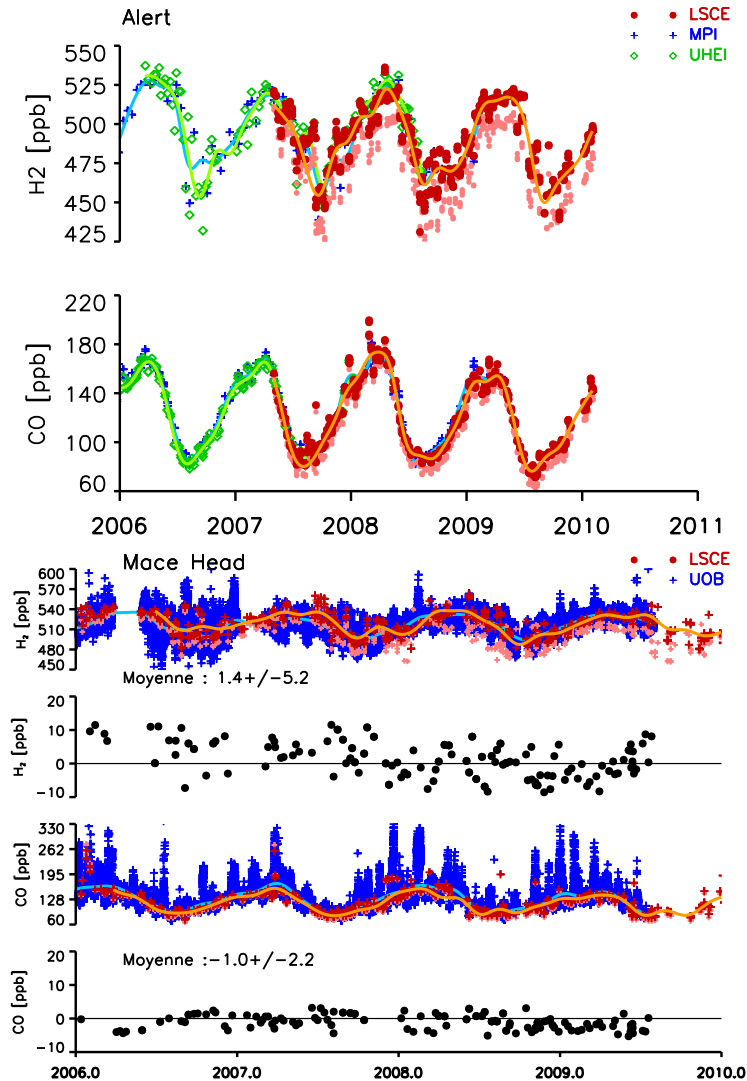 Alert
LSCE
MPI
UHEI
550
525
500
475
450
425
H2 [ppb]
220
180
140
100
60
CO [ppb]
2006 2007 2008 2009 2010 2011
Mace Head
LSCE
UOB
600
570
540
510
480
450
H₂ [ppb]
Moyenne : 1.4+/-5.2
20
10
0
-10
H₂ [ppb]
330
262
195
128
60
CO [ppb]
Moyenne :-1.0+/-2.2
20
10
0
-10
CO [ppb]
2006.0 2007.0 2008.0 2009.0 2010.0